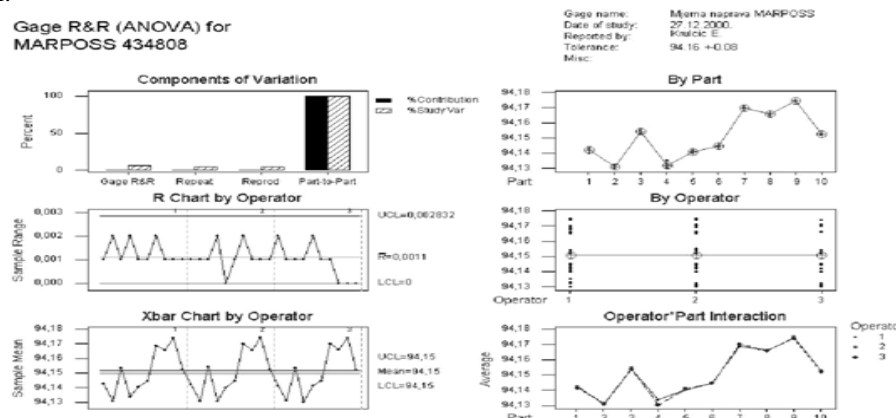 Gage R&R (ANOVA) for
MARPOSS 434808
Gage name: Mjerna naprava MARPOSS
Date of study: 27.12.2000.
Reported by: Krulcic E.
Tolerance: 94.16 +-0.08
Misc:
Components of Variation
Percent
100
50
0
%Contribution
%Study Var
Gage R&R Repeat Reprod Part-to-Part
By Part
94,18
94,17
94,16
94,15
94,14
94,13
Part 1 2 3 4 5 6 7 8 9 10
R Chart by Operator
Sample Range
0,003
0,002
0,001
0,000
1 2 3
UCL=0,002832
R=0,0011
LCL=0
By Operator
94,18
94,17
94,16
94,15
94,14
94,13
Operator 1 2 3
Xbar Chart by Operator
Sample Mean
94,18
94,17
94,16
94,15
94,14
94,13
1 2 3
UCL=94,15
Mean=94,15
LCL=94,15
Operator*Part Interaction
Average
94,18
94,17
94,16
94,15
94,14
94,13
Operator
1
2
3
Part 1 2 3 4 5 6 7 8 9 10